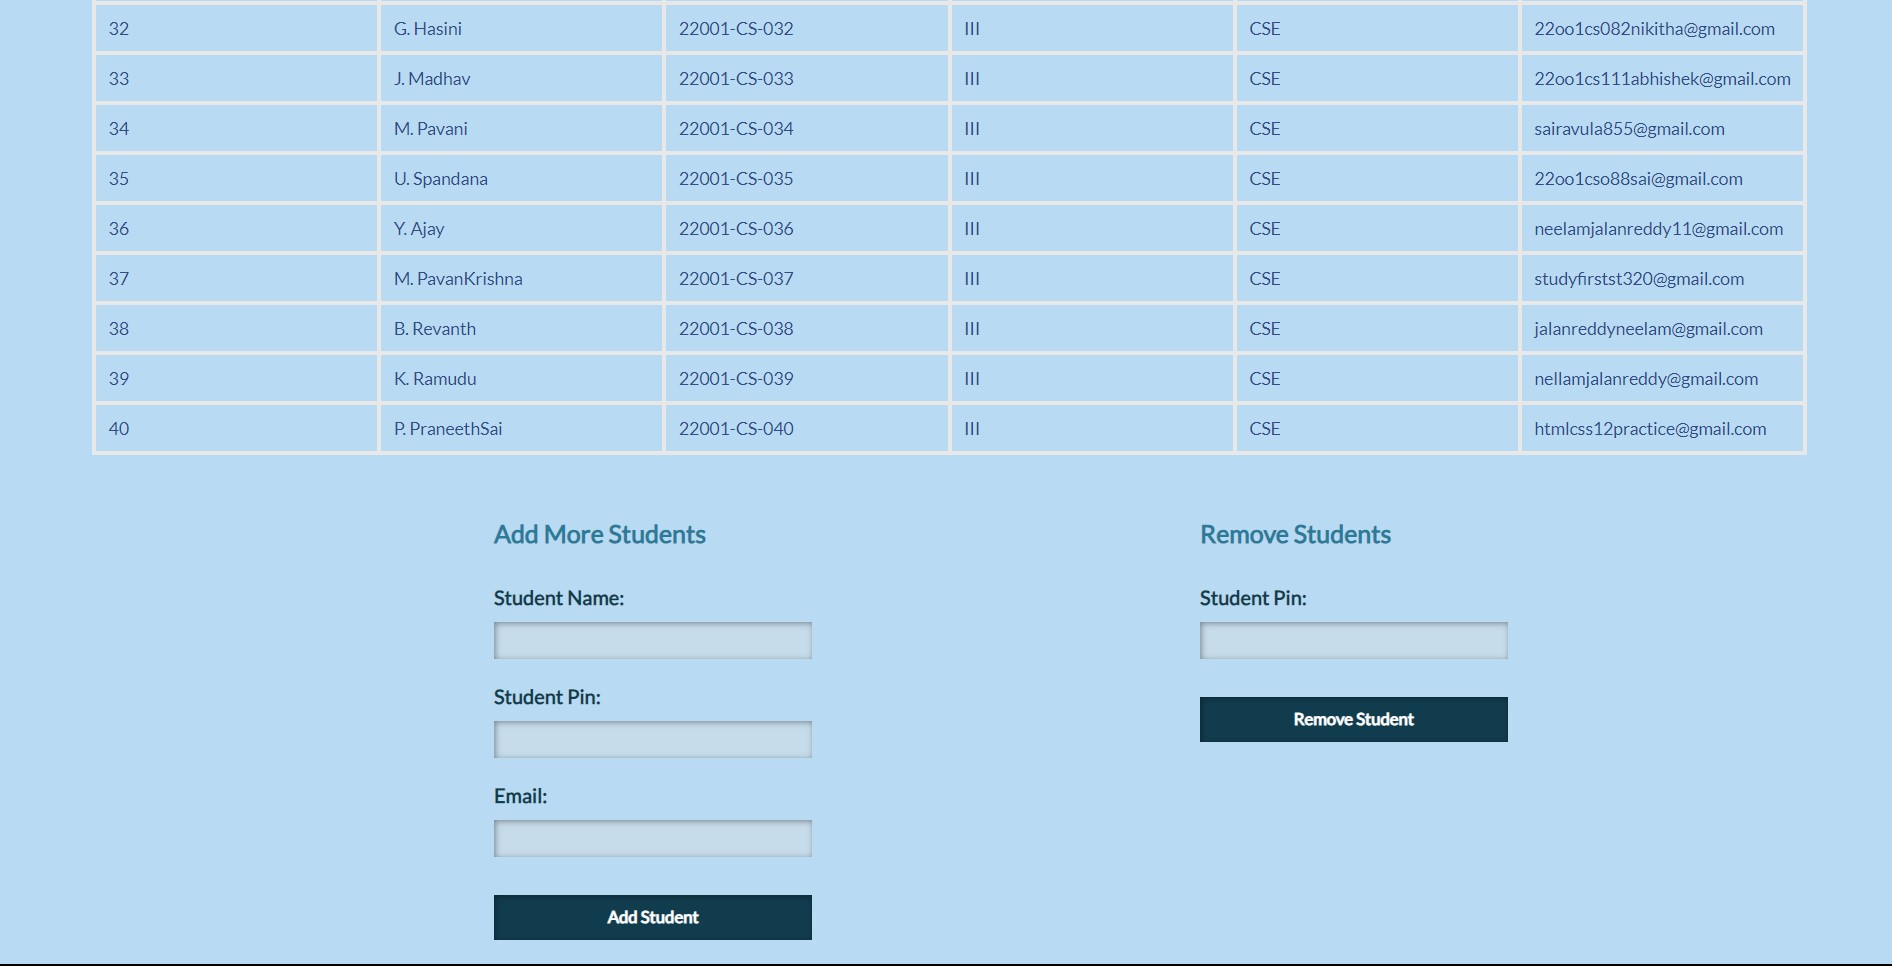 32 G. Hasini 22001-CS-032 III CSE 22oo1cs082nikitha@gmail.com
33 J. Madhav 22001-CS-033 III CSE 22oo1cs111abhishek@gmail.com
34 M. Pavani 22001-CS-034 III CSE sairavula855@gmail.com
35 U. Spandana 22001-CS-035 III CSE 22oo1cso88sai@gmail.com
36 Y. Ajay 22001-CS-036 III CSE neelamjalanreddy11@gmail.com
37 M. PavanKrishna 22001-CS-037 III CSE studyfirstst320@gmail.com
38 B. Revanth 22001-CS-038 III CSE jalanreddyneelam@gmail.com
39 K. Ramudu 22001-CS-039 III CSE nellamjalanreddy@gmail.com
40 P. PraneethSai 22001-CS-040 III CSE htmlcss12practice@gmail.com
Add More Students
Student Name:
Student Pin:
Email:
Add Student
Remove Students
Student Pin:
Remove Student